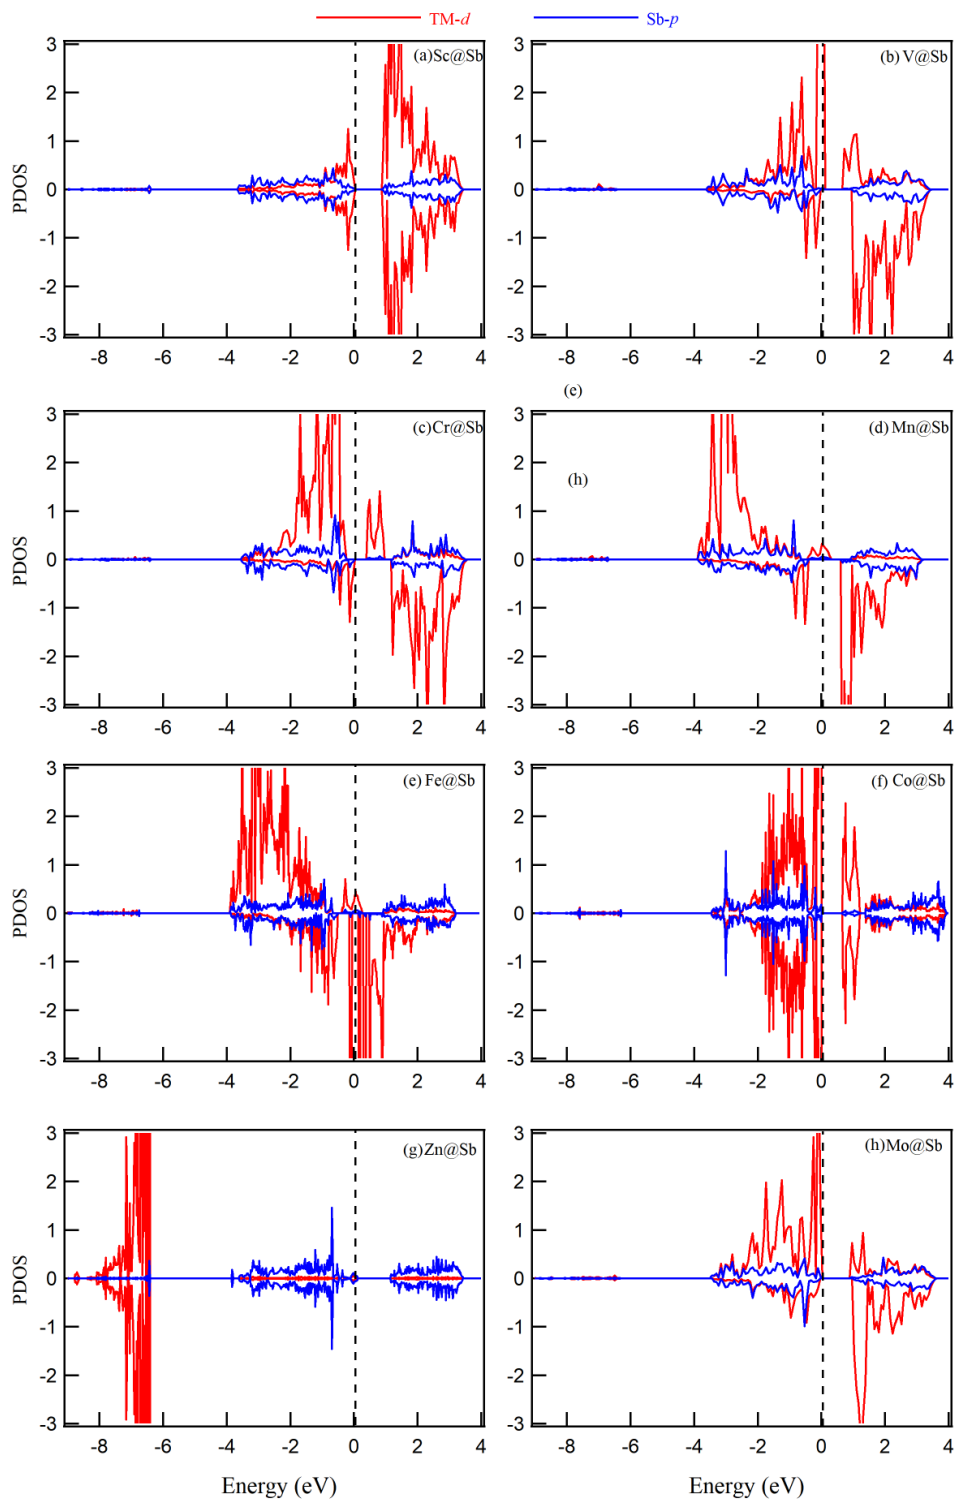 TM-d Sb-p
3 (a)Sc@Sb 3 (b) V@Sb
2 2
1 1
PDOS 0 0
-1 -1
-2 -2
-3 -3
-8 -6 -4 -2 0 2 4 -8 -6 -4 -2 0 2 4
(e)
3 (c)Cr@Sb 3 (d) Mn@Sb
2 (h) 2
1 1
0 0
-1 -1
-2 -2
-3 -3
-8 -6 -4 -2 0 2 4 -8 -6 -4 -2 0 2 4
3 (e) Fe@Sb 3 (f) Co@Sb
2 2
1 1
PDOS 0 0
-1 -1
-2 -2
-3 -3
-8 -6 -4 -2 0 2 4 -8 -6 -4 -2 0 2 4
3 (g)Zn@Sb 3 (h)Mo@Sb
2 2
1 1
PDOS 0 0
-1 -1
-2 -2
-3 -3
-8 -6 -4 -2 0 2 4 -8 -6 -4 -2 0 2 4
Energy (eV) Energy (eV)